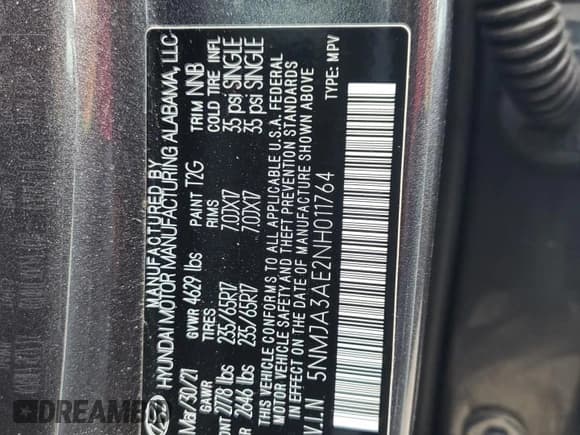 MANUFACTURED BY
HYUNDAI MOTOR MANUFACTURING ALABAMA, LLC
Mar/30/21 GVWR 4629 lbs PAINT T2G TRIM NNB
GAWR TIRES RIMS COLD TIRE INFL
FRONT 2778 lbs 235/65R17 7.0JX17 35 psi SINGLE
2646 lbs 235/65R17 7.0JX17 35 psi SINGLE
THIS VEHICLE CONFORMS TO ALL APPLICABLE U.S.A. FEDERAL
MOTOR VEHICLE SAFETY AND THEFT PREVENTION STANDARDS
IN EFFECT ON THE DATE OF MANUFACTURE SHOWN ABOVE.
V.I.N 5NMJA3AE2NH011764 TYPE: MPV